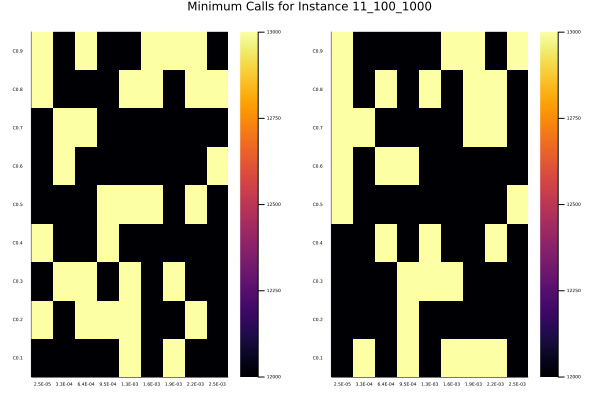 Minimum Calls for Instance 11_100_1000
C0.9
C0.8
C0.7
C0.6
C0.5
C0.4
C0.3
C0.2
C0.1
2.5E-05 3.3E-04 6.4E-04 9.5E-04 1.3E-03 1.6E-03 1.9E-03 2.2E-03 2.5E-03
13000
12750
12500
12250
12000
C0.9
C0.8
C0.7
C0.6
C0.5
C0.4
C0.3
C0.2
C0.1
2.5E-05 3.3E-04 6.4E-04 9.5E-04 1.3E-03 1.6E-03 1.9E-03 2.2E-03 2.5E-03
13000
12750
12500
12250
12000